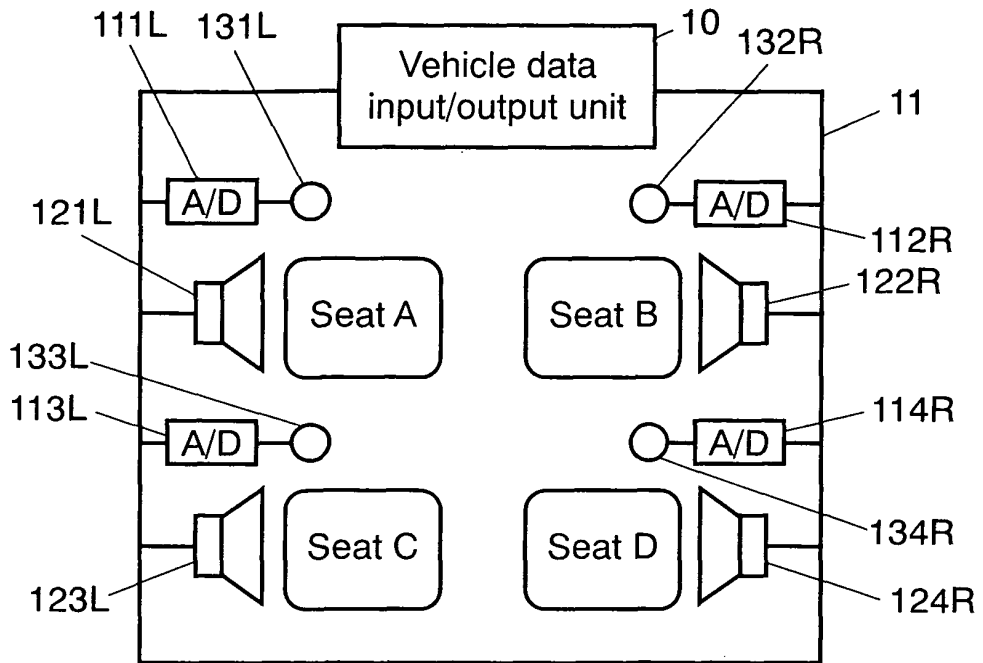 111L
131L
10
132R
Vehicle data
input/output unit
11
A/D
A/D
121L
112R
122R
Seat A
Seat B
133L
113L
114R
A/D
A/D
Seat C
Seat D
134R
123L
124R